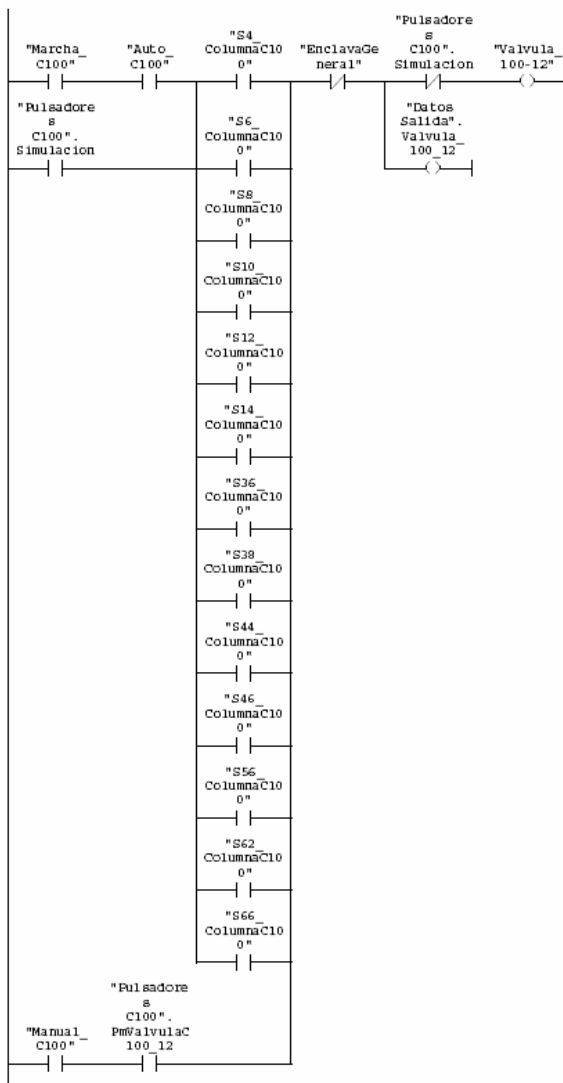 "S4_
"Pulsadore
s
"Marcha_
C100"
"Auto_
C100"
ColumnaC10
0"
"EnclavaGe
neral"
C100".
Simulacion
"Valvula_
100-12"
"Pulsadore
s
C100".
Simulacion
"S6_
ColumnaC10
0"
"Datos
Salida".
Valvula_
100_12
"S8_
ColumnaC10
0"
"S10_
ColumnaC10
0"
"S12_
ColumnaC10
0"
"S14_
ColumnaC10
0"
"S36_
ColumnaC10
0"
"S38_
ColumnaC10
0"
"S44_
ColumnaC10
0"
"S46_
ColumnaC10
0"
"S56_
ColumnaC10
0"
"S62_
ColumnaC10
0"
"S66_
ColumnaC10
0"
"Manual_
C100"
"Pulsadore
s
C100".
PmValvulaC
100_12